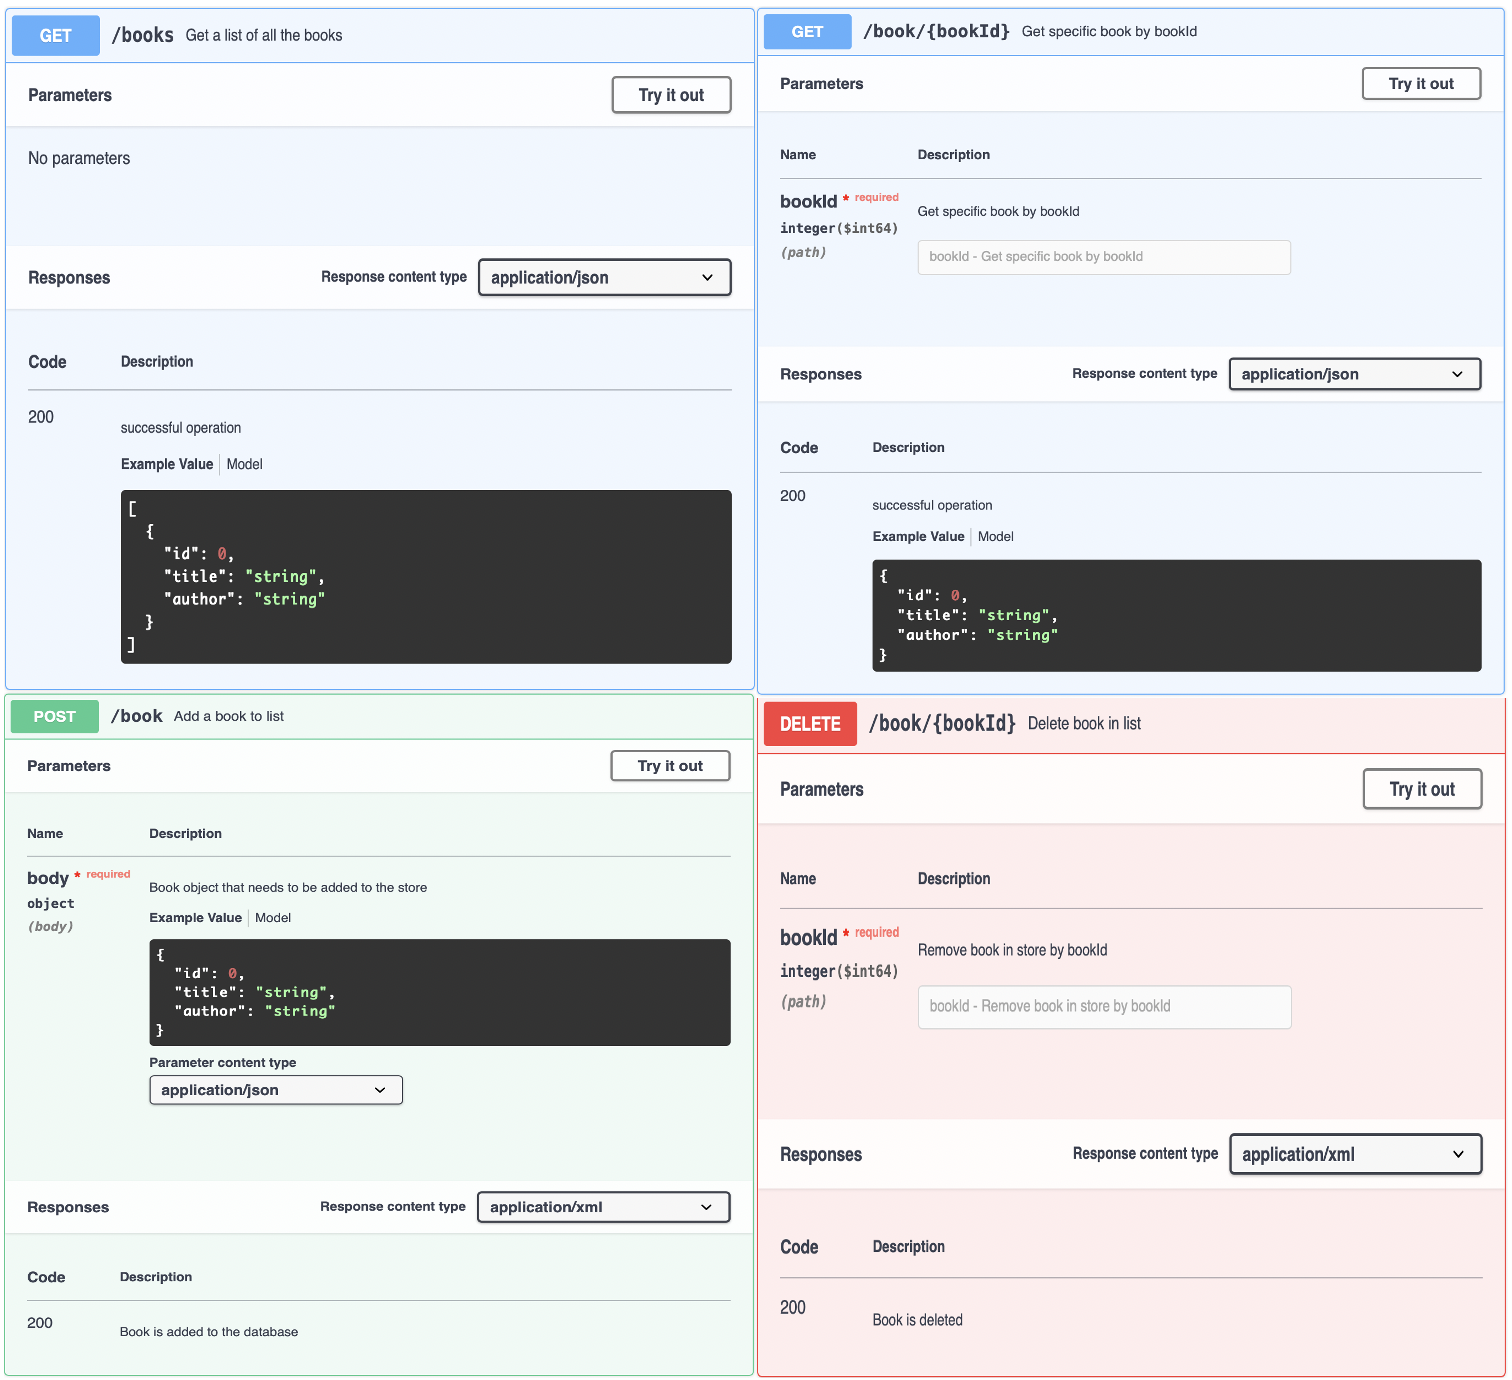 GET /books Get a list of all the books
Parameters Try it out
No parameters
Responses Response content type application/json
Code Description
200
successful operation
Example Value Model
[
{
"id": 0,
"title": "string",
"author": "string"
}
]
GET /book/{bookId} Get specific book by bookId
Parameters Try it out
Name Description
bookId * required
Get specific book by bookId
integer($int64)
(path)
bookId - Get specific book by bookId
Responses Response content type application/json
Code Description
200
successful operation
Example Value Model
{
"id": 0,
"title": "string",
"author": "string"
}
POST /book Add a book to list
Parameters Try it out
Name Description
body * required
Book object that needs to be added to the store
object
(body)
Example Value Model
{
"id": 0,
"title": "string",
"author": "string"
}
Parameter content type
application/json
Responses Response content type application/xml
Code Description
200
Book is added to the database
DELETE /book/{bookId} Delete book in list
Parameters Try it out
Name Description
bookId * required
Remove book in store by bookId
integer($int64)
(path)
bookId - Remove book in store by bookId
Responses Response content type application/xml
Code Description
200
Book is deleted